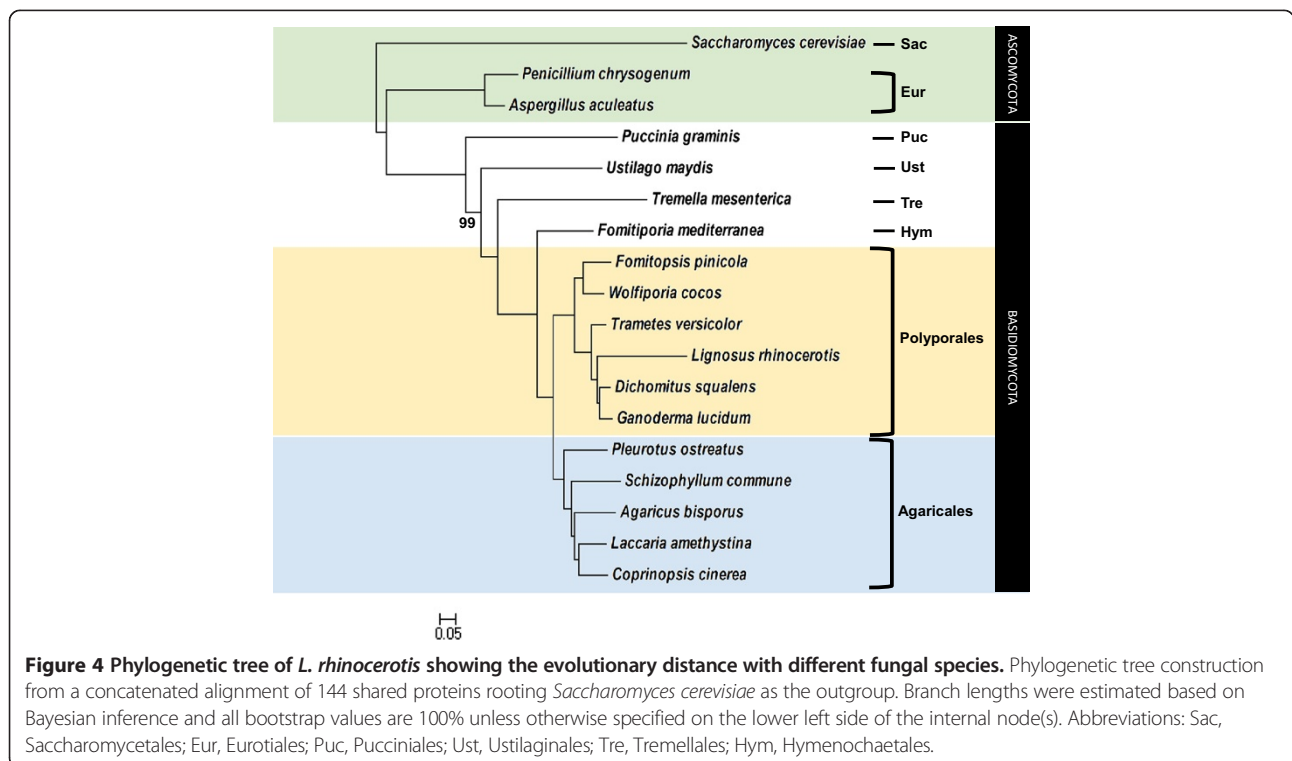 Saccharomyces cerevisiae Sac
Penicillium chrysogenum
Eur
Aspergillus aculeatus
ASCOMYCOTA
Puccinia graminis Puc
Ustilago maydis Ust
Tremella mesenterica Tre
99
Fomitiporia mediterranea Hym
Fomitopsis pinicola
Wolfiporia cocos
Trametes versicolor
Polyporales
Lignosus rhinocerotis
Dichomitus squalens
Ganoderma lucidum
BASIDIOMYCOTA
Pleurotus ostreatus
Schizophyllum commune
Agaricus bisporus
Agaricales
Laccaria amethystina
Coprinopsis cinerea
0.05
Figure 4 Phylogenetic tree of L. rhinocerotis showing the evolutionary distance with different fungal species. Phylogenetic tree construction
from a concatenated alignment of 144 shared proteins rooting Saccharomyces cerevisiae as the outgroup. Branch lengths were estimated based on
Bayesian inference and all bootstrap values are 100% unless otherwise specified on the lower left side of the internal node(s). Abbreviations: Sac,
Saccharomycetales; Eur, Eurotiales; Puc, Pucciniales; Ust, Ustilaginales; Tre, Tremellales; Hym, Hymenochaetales.